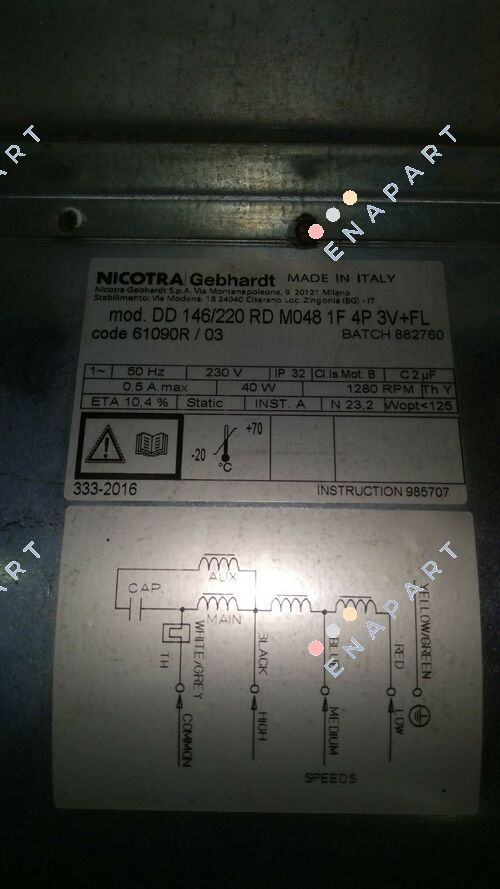 NICOTRA Gebhardt MADE IN ITALY
Nicotra Gebhardt S.p.A. Via Montenapoleone, 9 20121 Milano
Stabilimento: Via Modena, 18 24040 Ciserano Loc. Zingonia (BG) - IT
mod. DD 146/220 RD M048 1F 4P 3V+FL
code 61090R / 03 BATCH 882760
1~ 50 Hz 230 V IP 32 Cl.is.Mot. B C 2 µF
0.5 A.max 40 W 1280 RPM Th Y
ETA 10,4 % Static INST. A N 23,2 Wopt<125
-20 +70
°C
333-2016 INSTRUCTION 985707
AUX
CAP.
MAIN
TH
WHITE/GREY
BLACK
BLUE
RED
YELLOW/GREEN
COMMON
HIGH
MEDIUM
LOW
SPEEDS
ENAPART
ENAPART
ENAPART
ENAPART